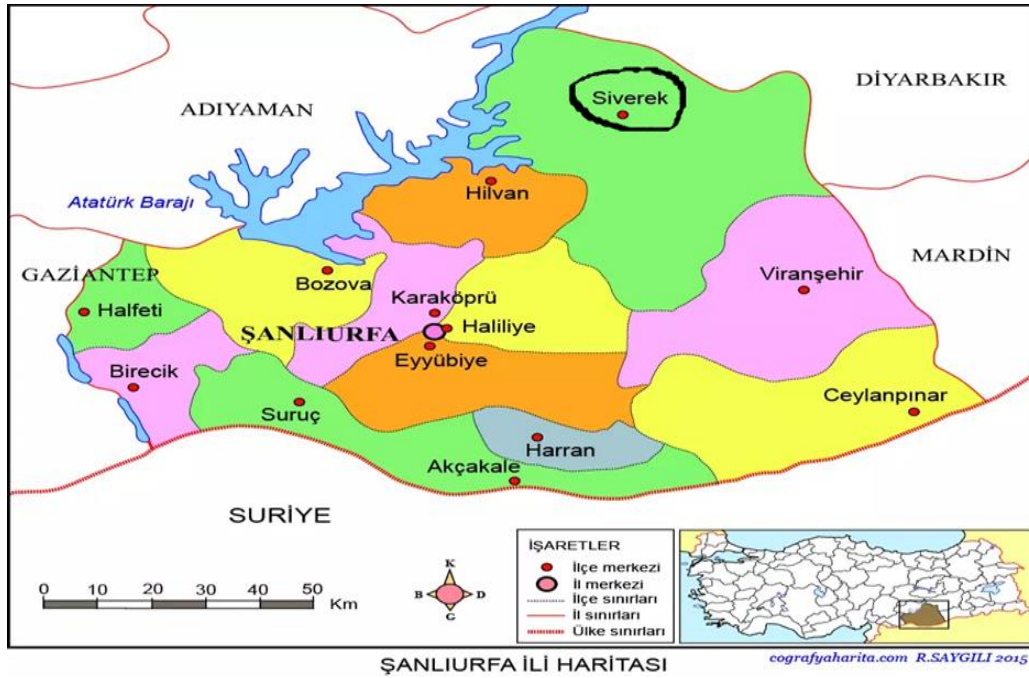 ADIYAMAN
DİYARBAKIR
Siverek
Atatürk Barajı
Hilvan
GAZİANTEP
MARDİN
Bozova
Viranşehir
Halfeti
Karaköprü
ŞANLIURFA
Haliliye
Eyyübiye
Birecik
Suruç
Ceylanpınar
Harran
Akçakale
SURİYE
0 10 20 30 40 50
Km
K
B D
G
İŞARETLER
İlçe merkezi
İl merkezi
İlçe sınırları
İl sınırları
Ülke sınırları
ŞANLIURFA İLİ HARİTASI
cografyaharita.com R.SAYGILI 2015